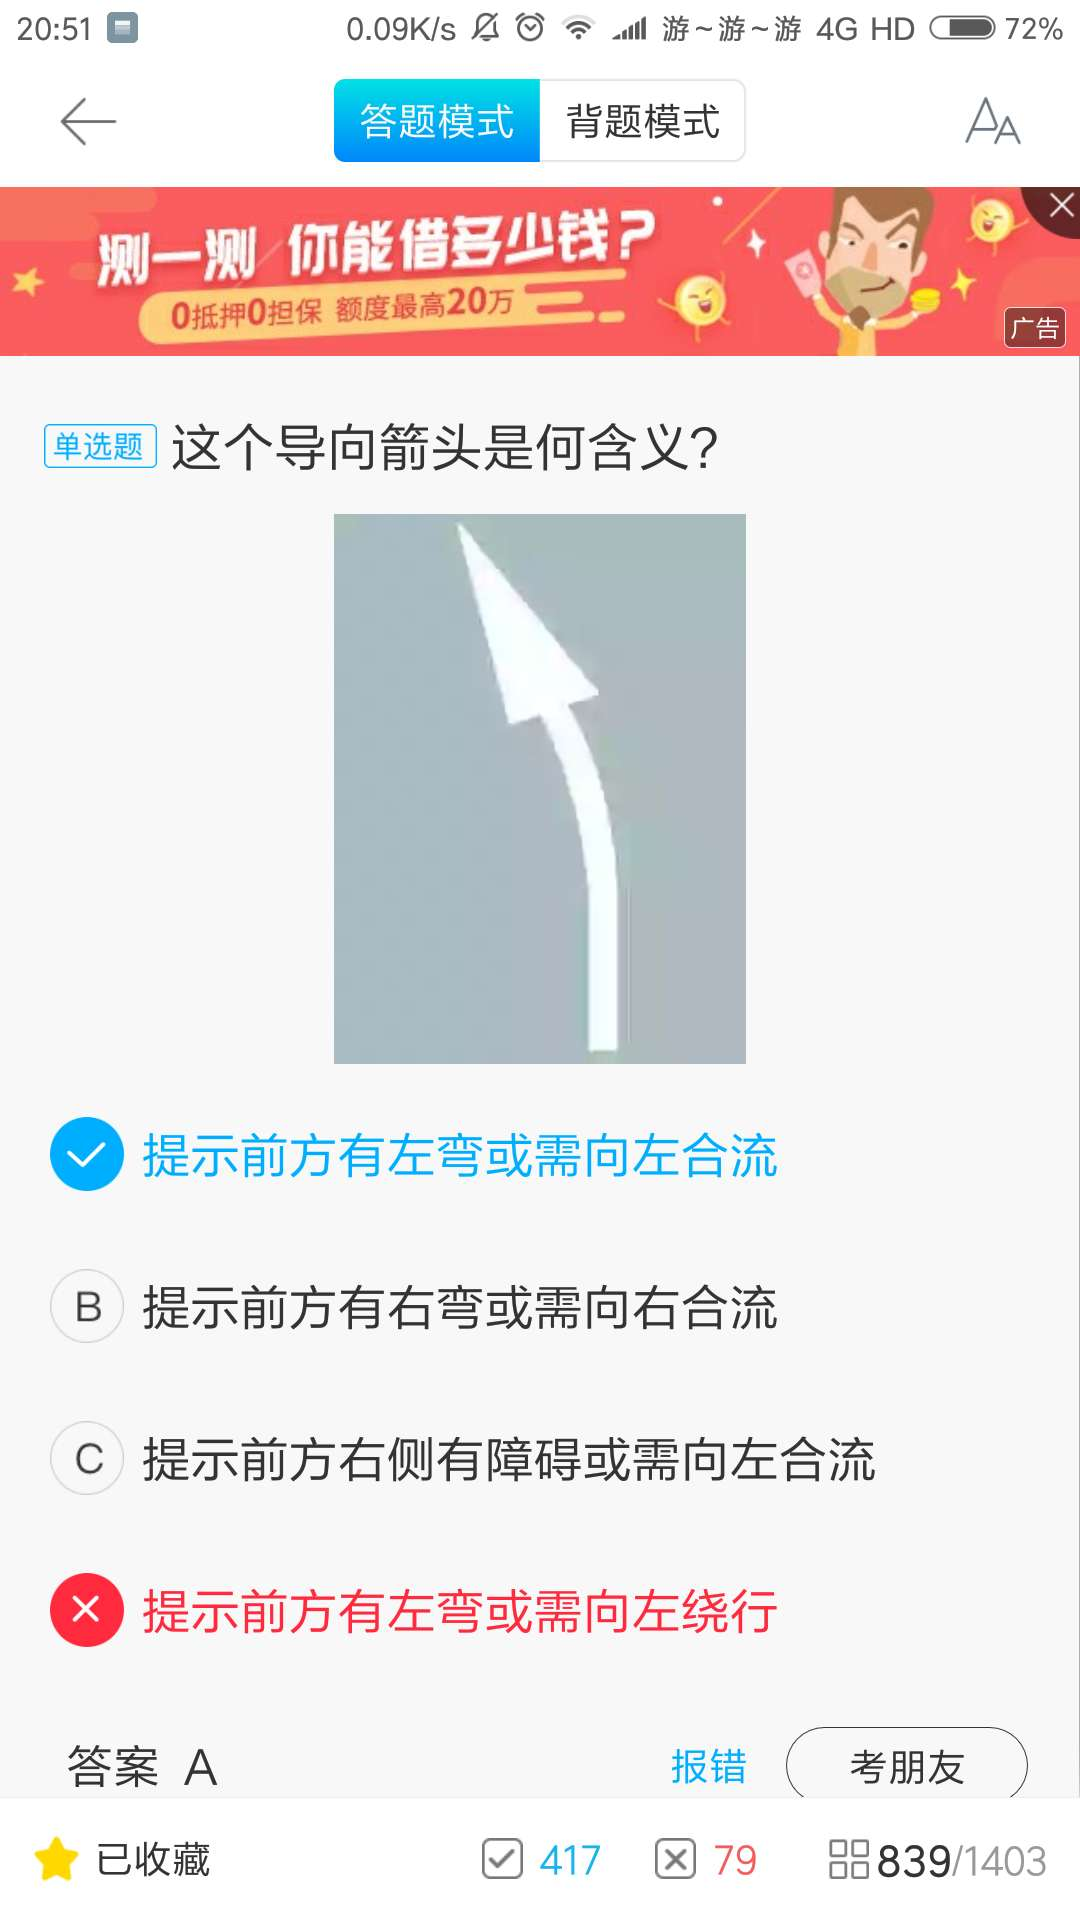 20:51 0.09K/s 游~游~游 4G HD 72%
答题模式 背题模式
测一测 你能借多少钱?
0抵押0担保 额度最高20万
广告
单选题 这个导向箭头是何含义?
提示前方有左弯或需向左合流
B 提示前方有右弯或需向右合流
C 提示前方右侧有障碍或需向左合流
提示前方有左弯或需向左绕行
答案 A 报错 考朋友
已收藏 417 79 839/1403